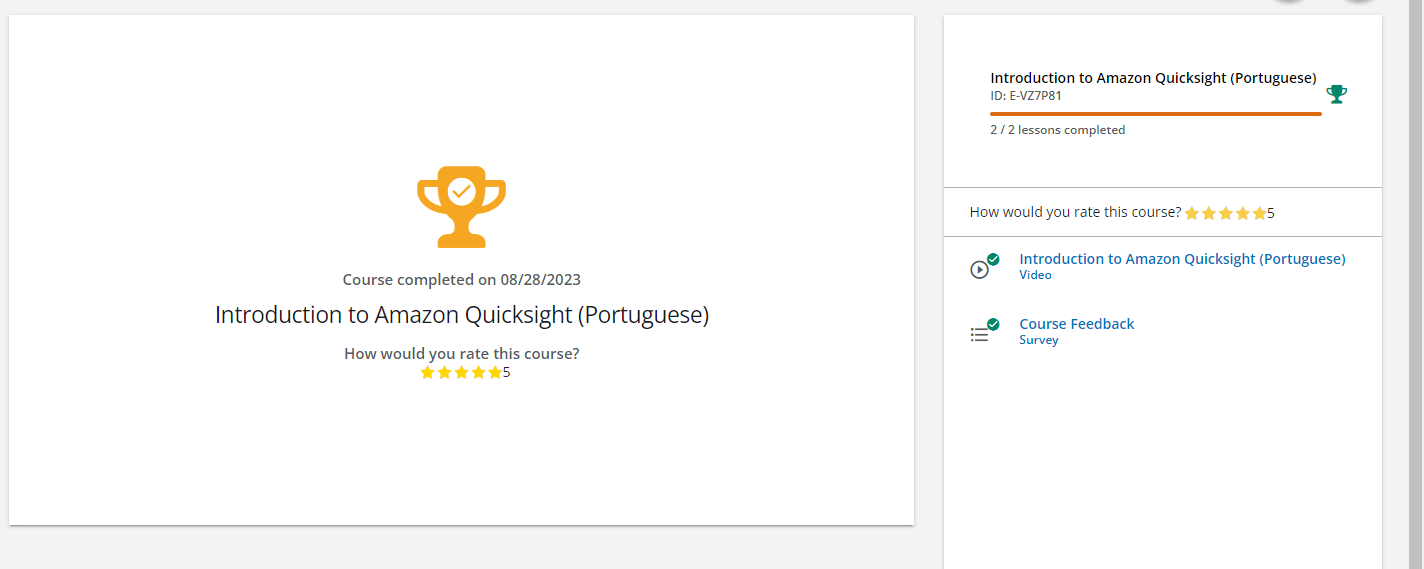 Course completed on 08/28/2023
Introduction to Amazon Quicksight (Portuguese)
How would you rate this course?
5
Introduction to Amazon Quicksight (Portuguese)
ID: E-VZ7P81
2 / 2 lessons completed
How would you rate this course? 5
Introduction to Amazon Quicksight (Portuguese)
Video
Course Feedback
Survey